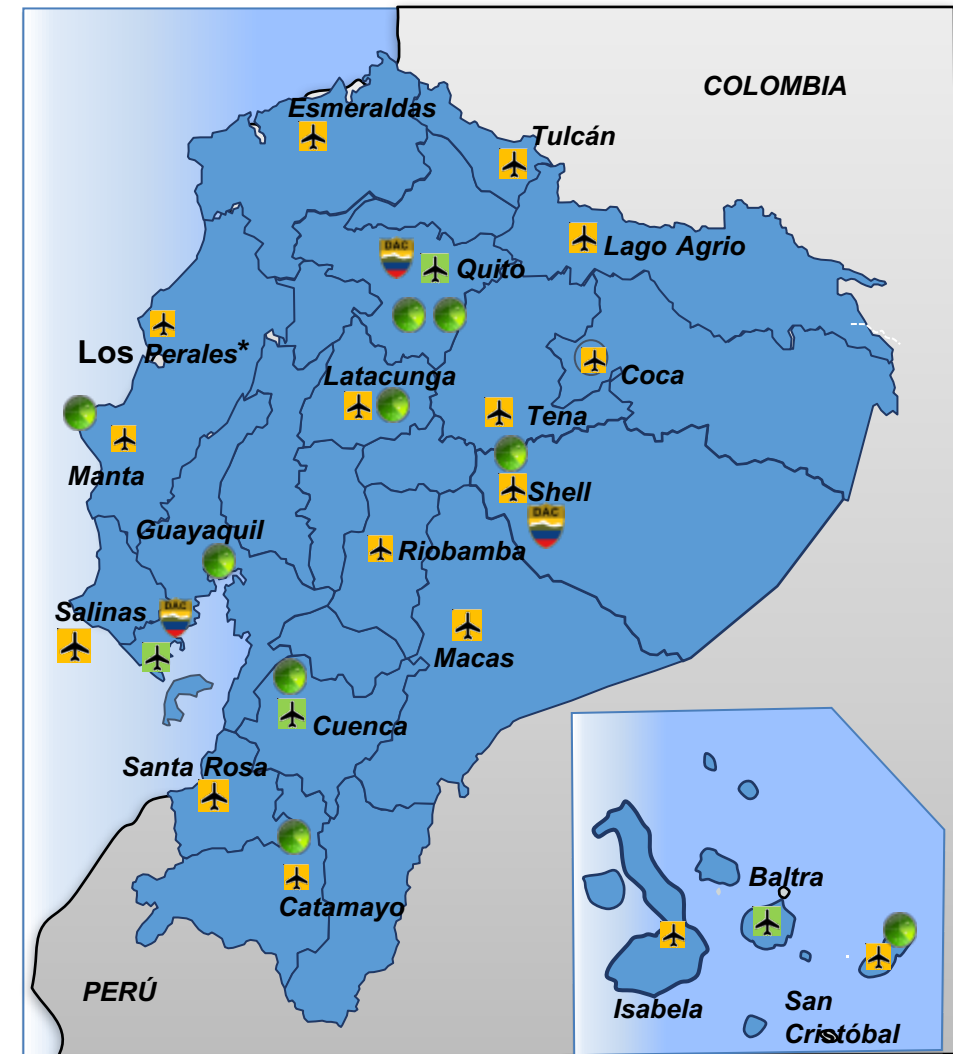 COLOMBIA
Esmeraldas
Tulcán
Lago Agrio
DAC
Quito
Los Perales*
Latacunga
Coca
Tena
Manta
Shell
DAC
Guayaquil
Riobamba
Salinas
DAC
Macas
Cuenca
Santa Rosa
Catamayo
Baltra
PERÚ
Isabela
San
Cristóbal